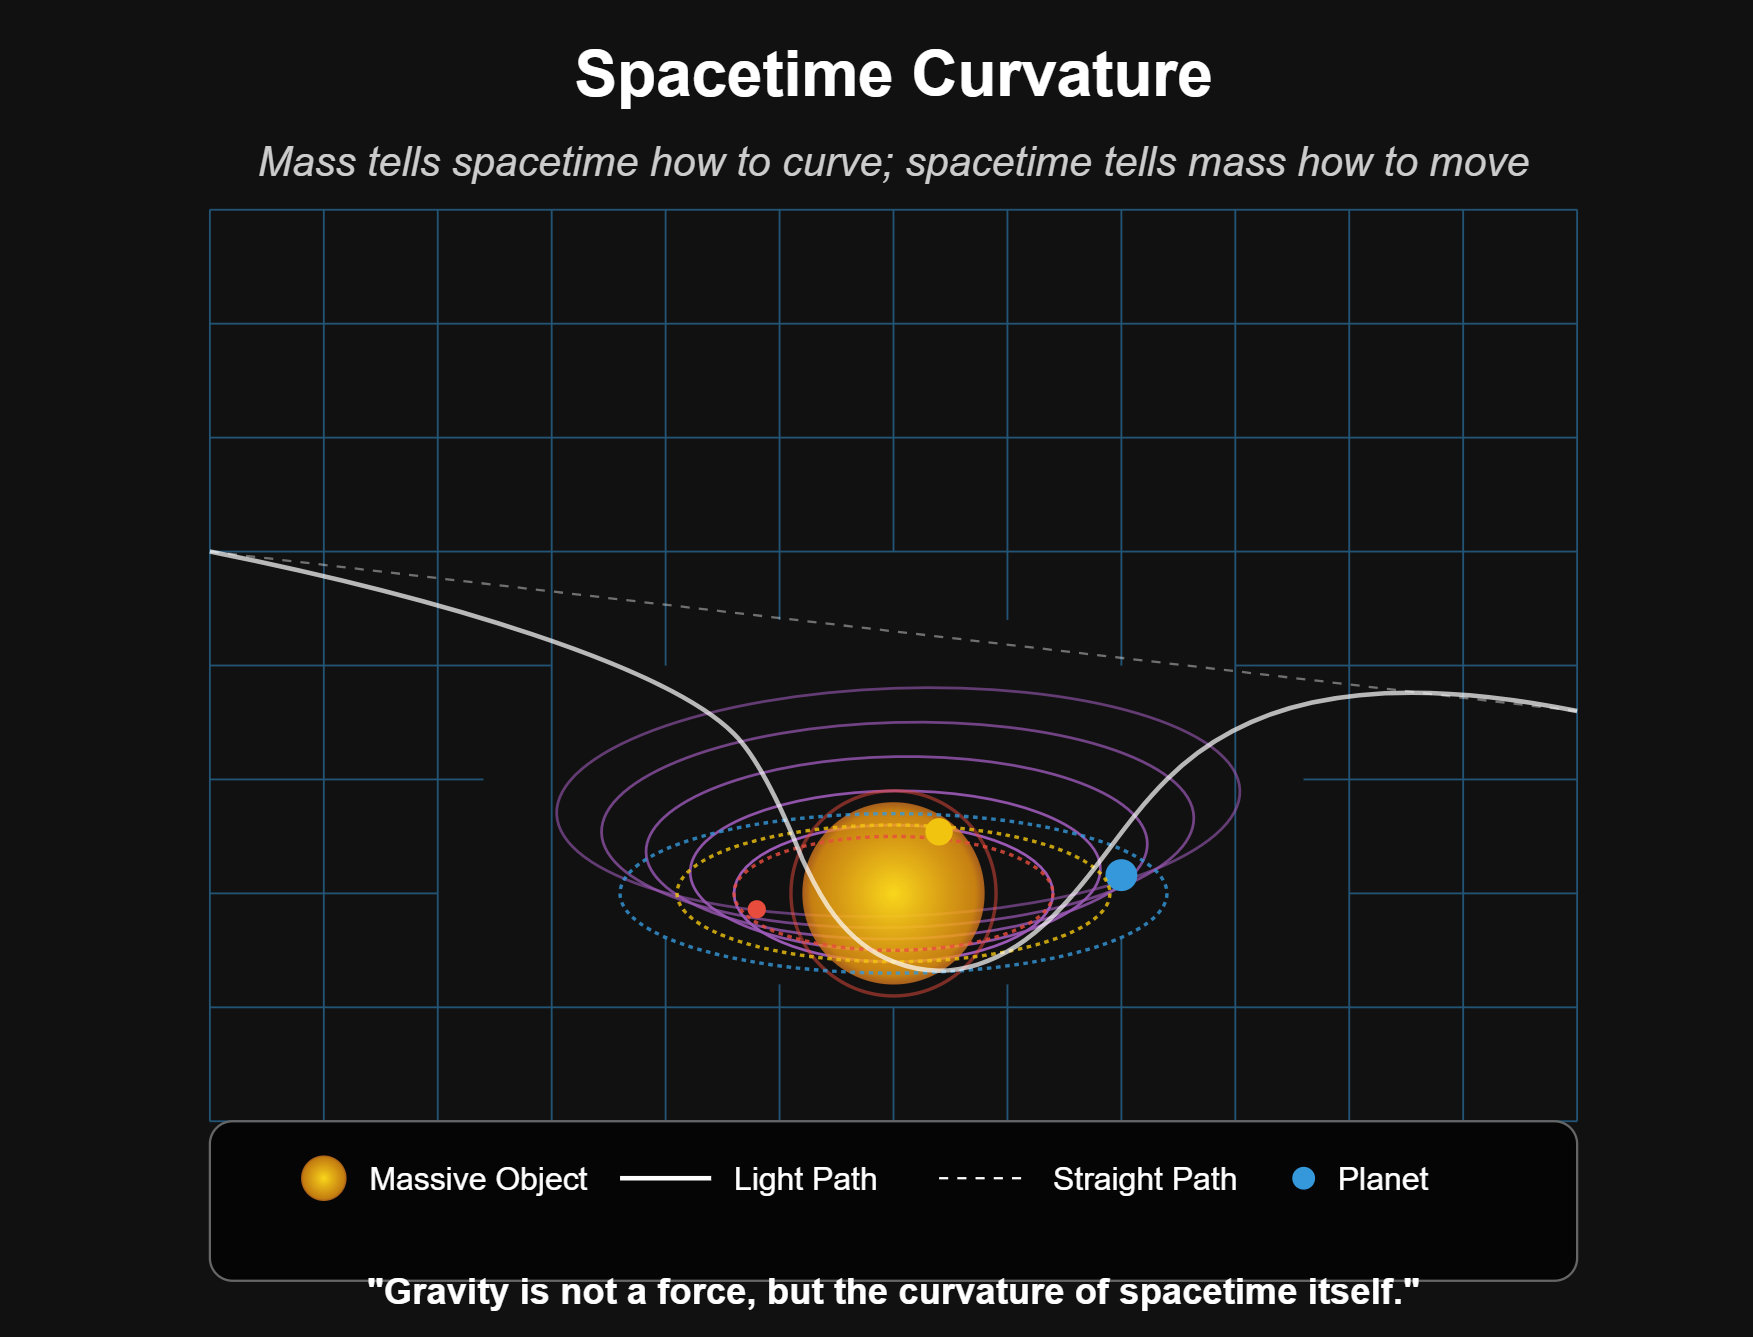 Spacetime Curvature
Mass tells spacetime how to curve; spacetime tells mass how to move
Massive Object
Light Path
Straight Path
Planet
"Gravity is not a force, but the curvature of spacetime itself."